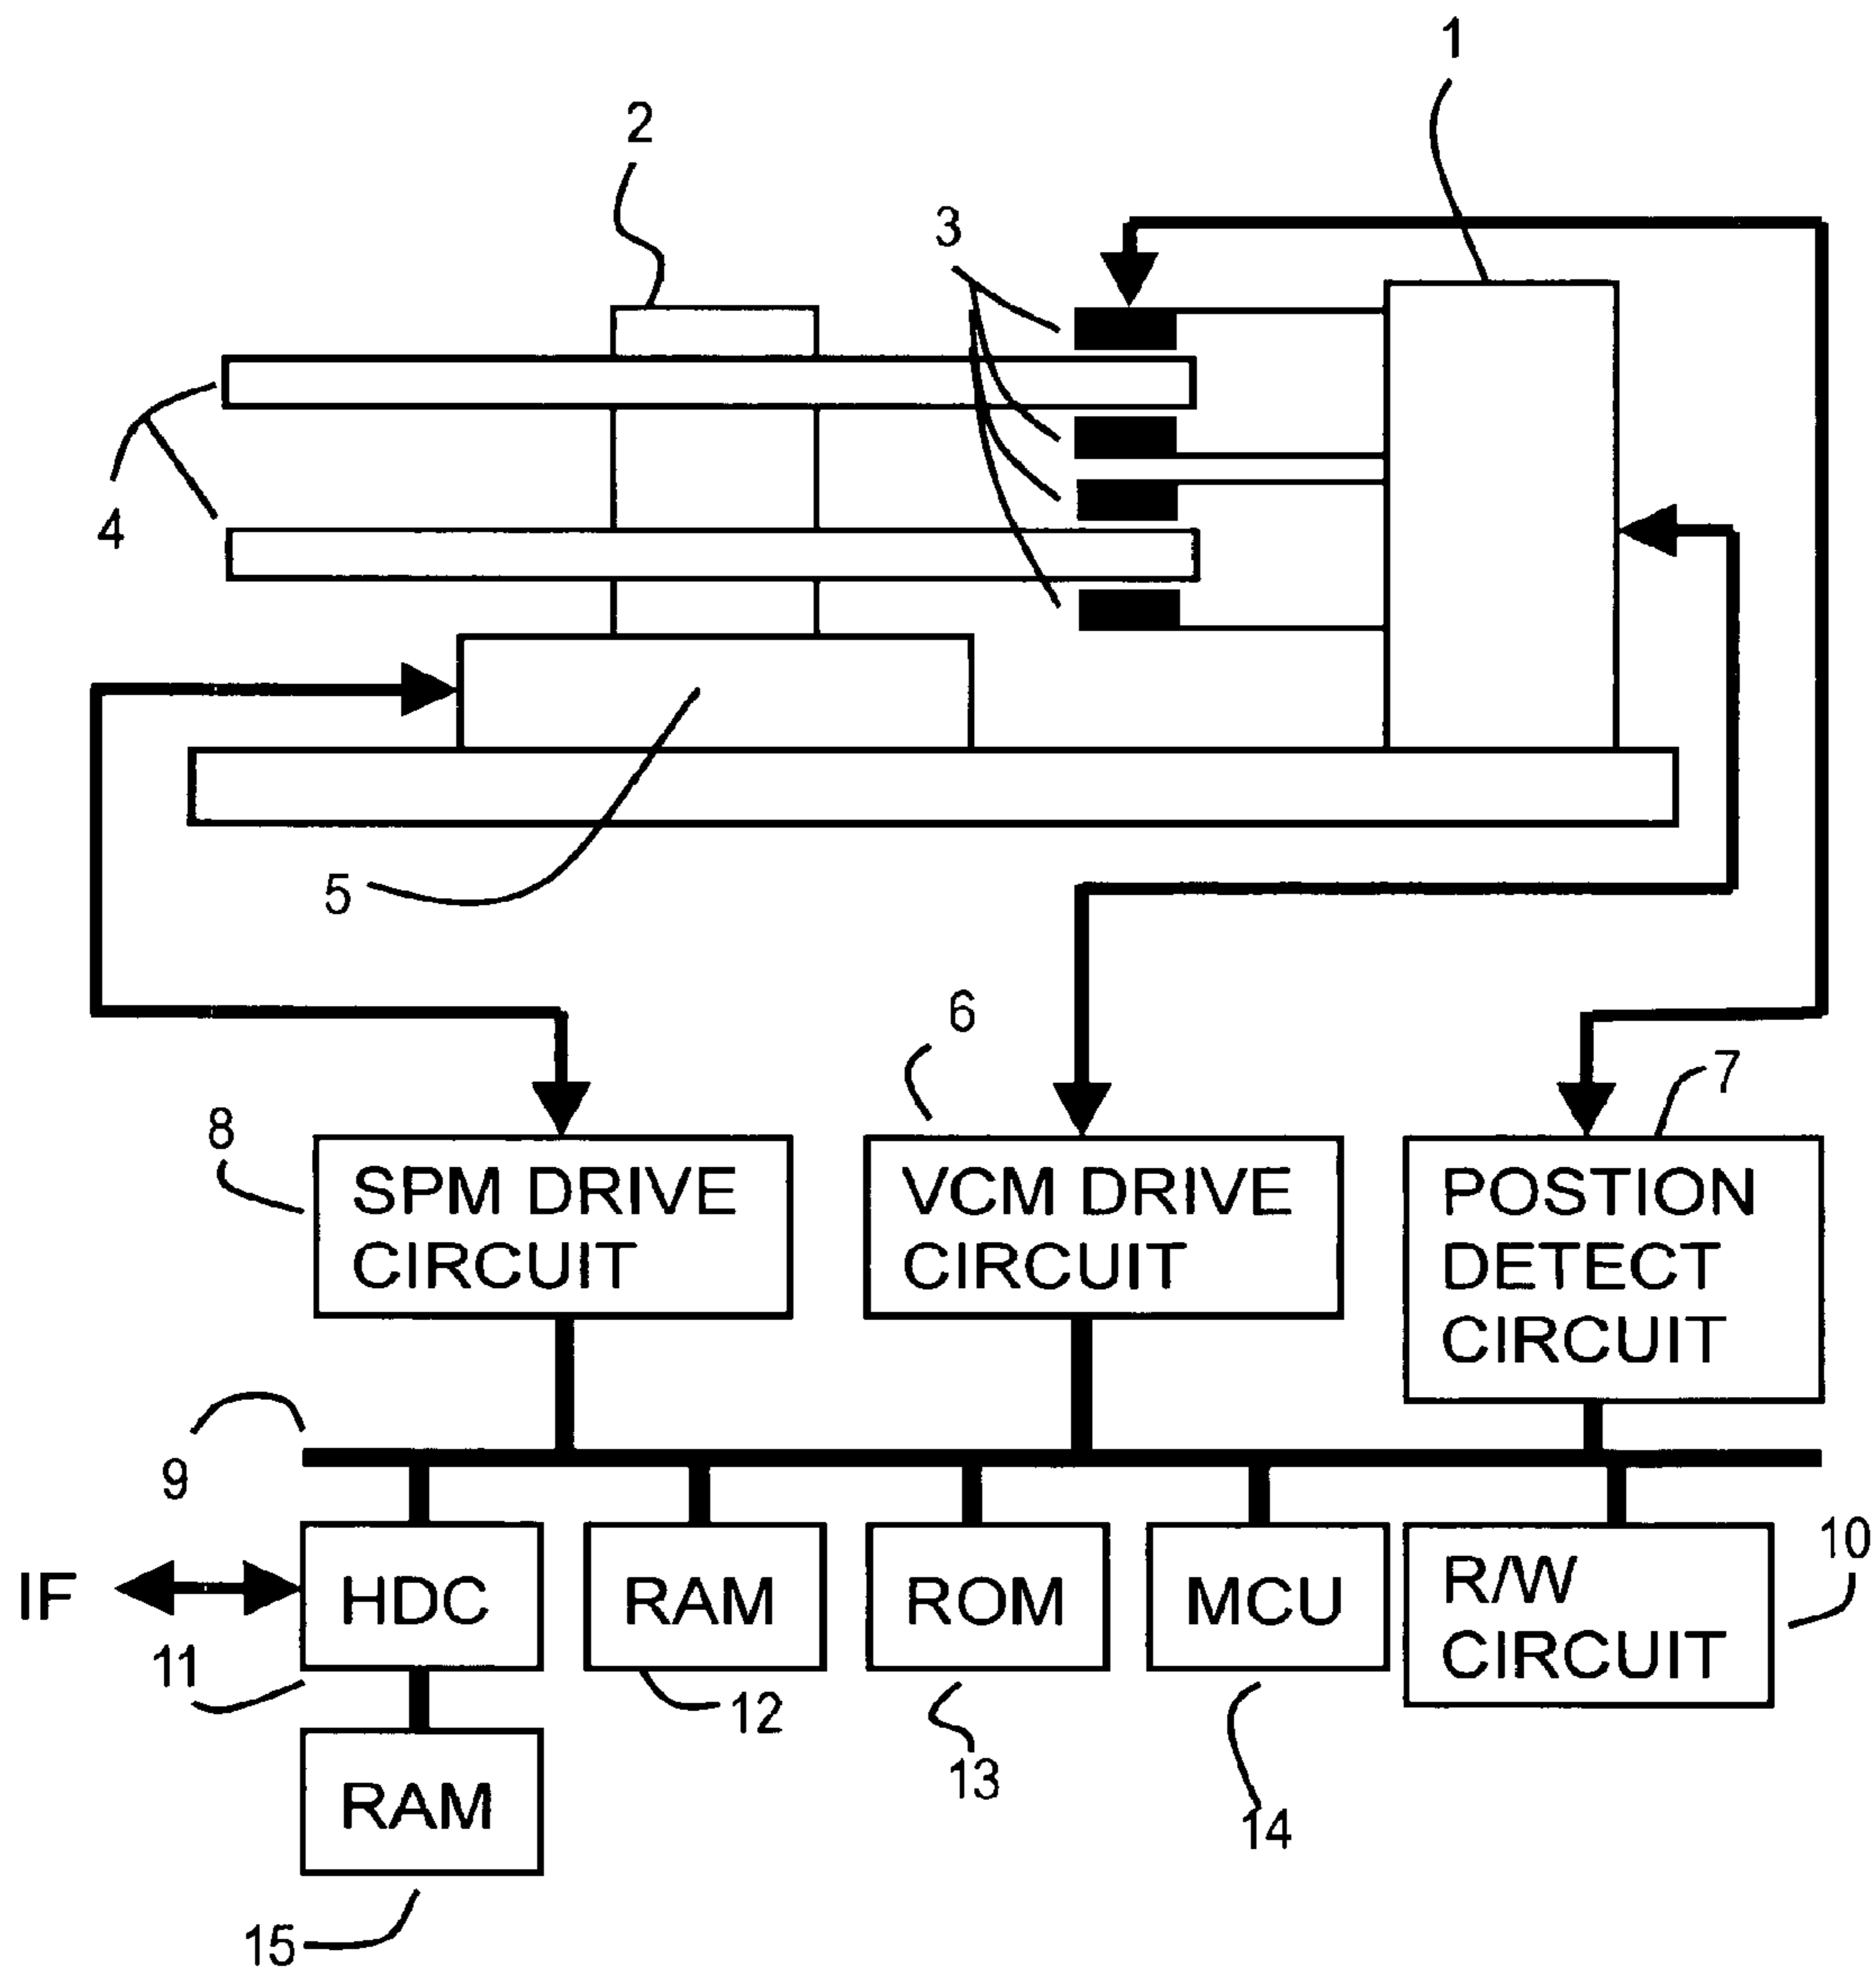 1
2
3
4
5
6
7
8
SPM DRIVE
CIRCUIT
VCM DRIVE
CIRCUIT
POSTION
DETECT
CIRCUIT
9
10
IF
HDC
RAM
ROM
MCU
R/W
CIRCUIT
11
12
13
14
RAM
15